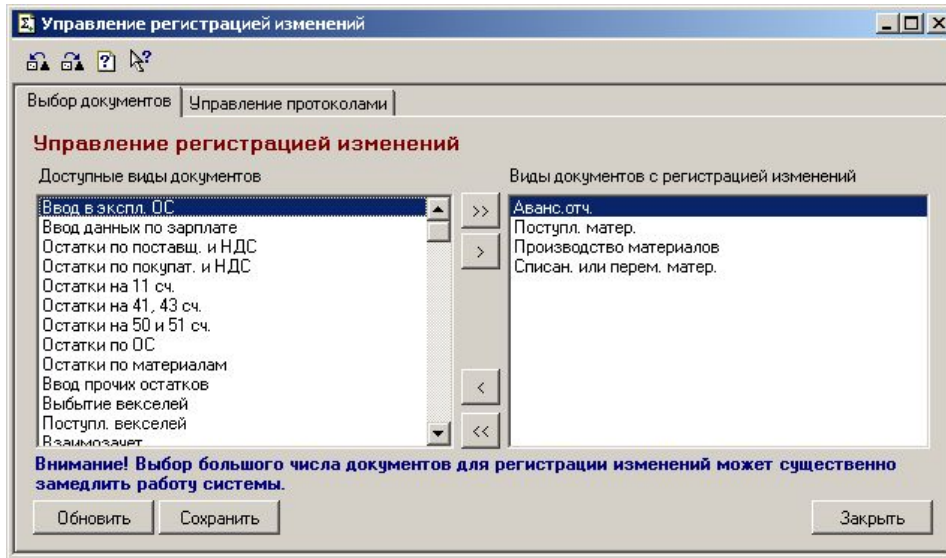 Управление регистрацией изменений
Выбор документов
Управление протоколами
Управление регистрацией изменений
Доступные виды документов
Виды документов с регистрацией изменений
Ввод в экспл. ОС
Ввод данных по зарплате
Остатки по поставщ. и НДС
Остатки по покупат. и НДС
Остатки на 11 сч.
Остатки на 41, 43 сч.
Остатки на 50 и 51 сч.
Остатки по ОС
Остатки по материалам
Ввод прочих остатков
Выбытие векселей
Поступл. векселей
Взаимозачет
>>
>
<
<<
Аванс.отч.
Поступл. матер.
Производство материалов
Списан. или перем. матер.
Внимание! Выбор большого числа документов для регистрации изменений может существенно
замедлить работу системы.
Обновить
Сохранить
Закрыть